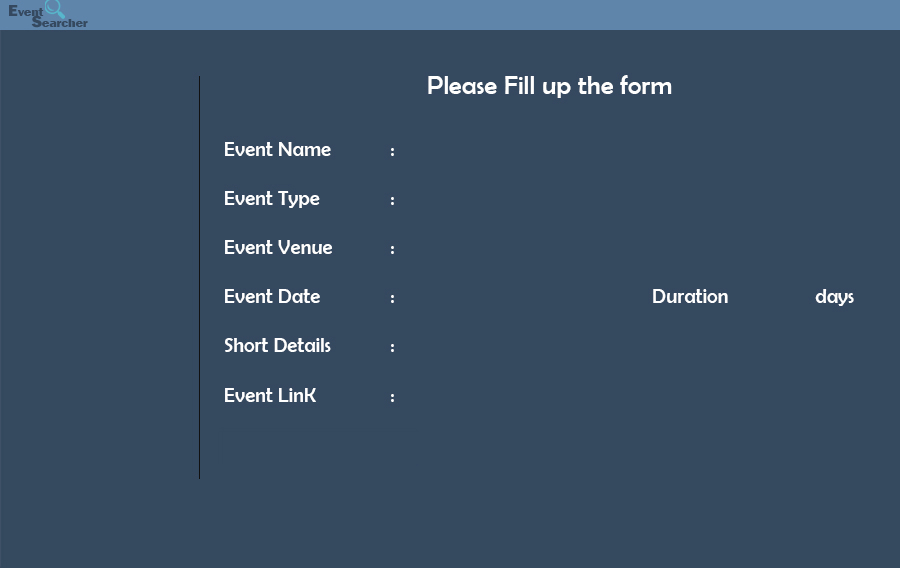 Event
Searcher
Please Fill up the form
Event Name :
Event Type :
Event Venue :
Event Date : Duration days
Short Details :
Event LinK :